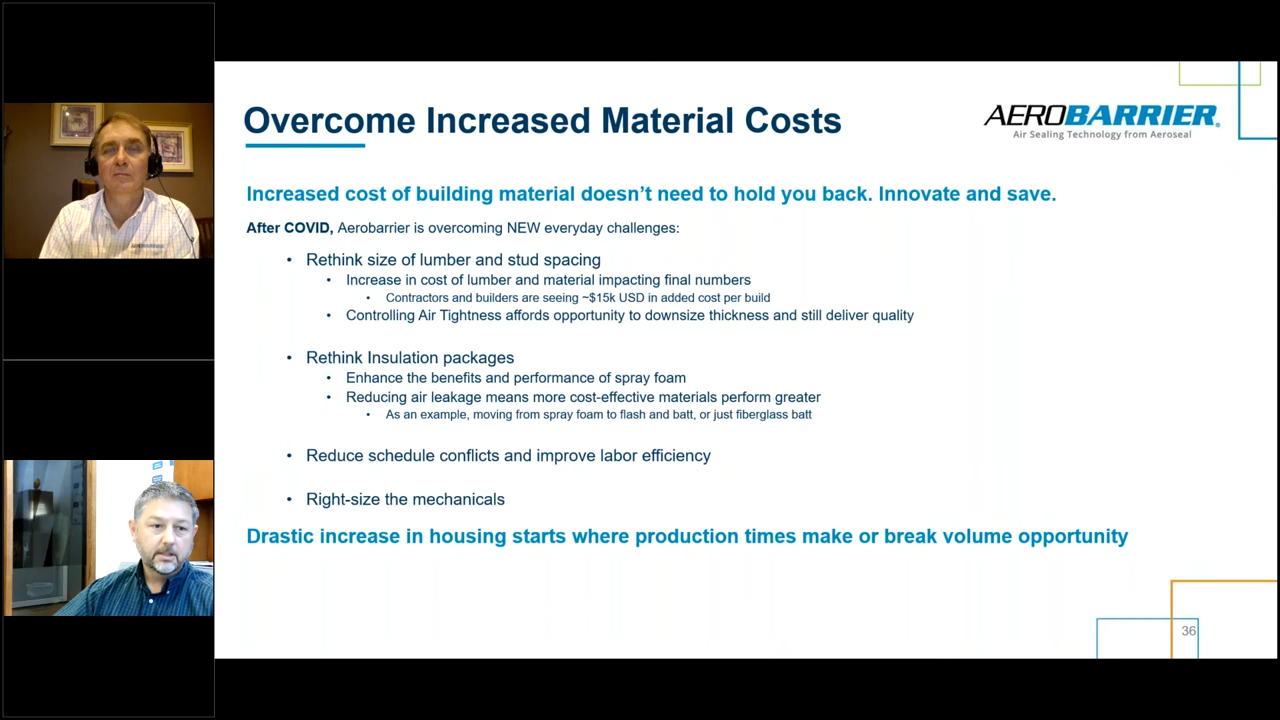 Overcome Increased Material Costs
AEROBARRIER®
Air Sealing Technology from Aeroseal
Increased cost of building material doesn't need to hold you back. Innovate and save.
After COVID, Aerobarrier is overcoming NEW everyday challenges:
• Rethink size of lumber and stud spacing
• Increase in cost of lumber and material impacting final numbers
• Contractors and builders are seeing ~$15k USD in added cost per build
• Controlling Air Tightness affords opportunity to downsize thickness and still deliver quality
• Rethink Insulation packages
• Enhance the benefits and performance of spray foam
• Reducing air leakage means more cost-effective materials perform greater
• As an example, moving from spray foam to flash and batt, or just fiberglass batt
• Reduce schedule conflicts and improve labor efficiency
• Right-size the mechanicals
Drastic increase in housing starts where production times make or break volume opportunity
36